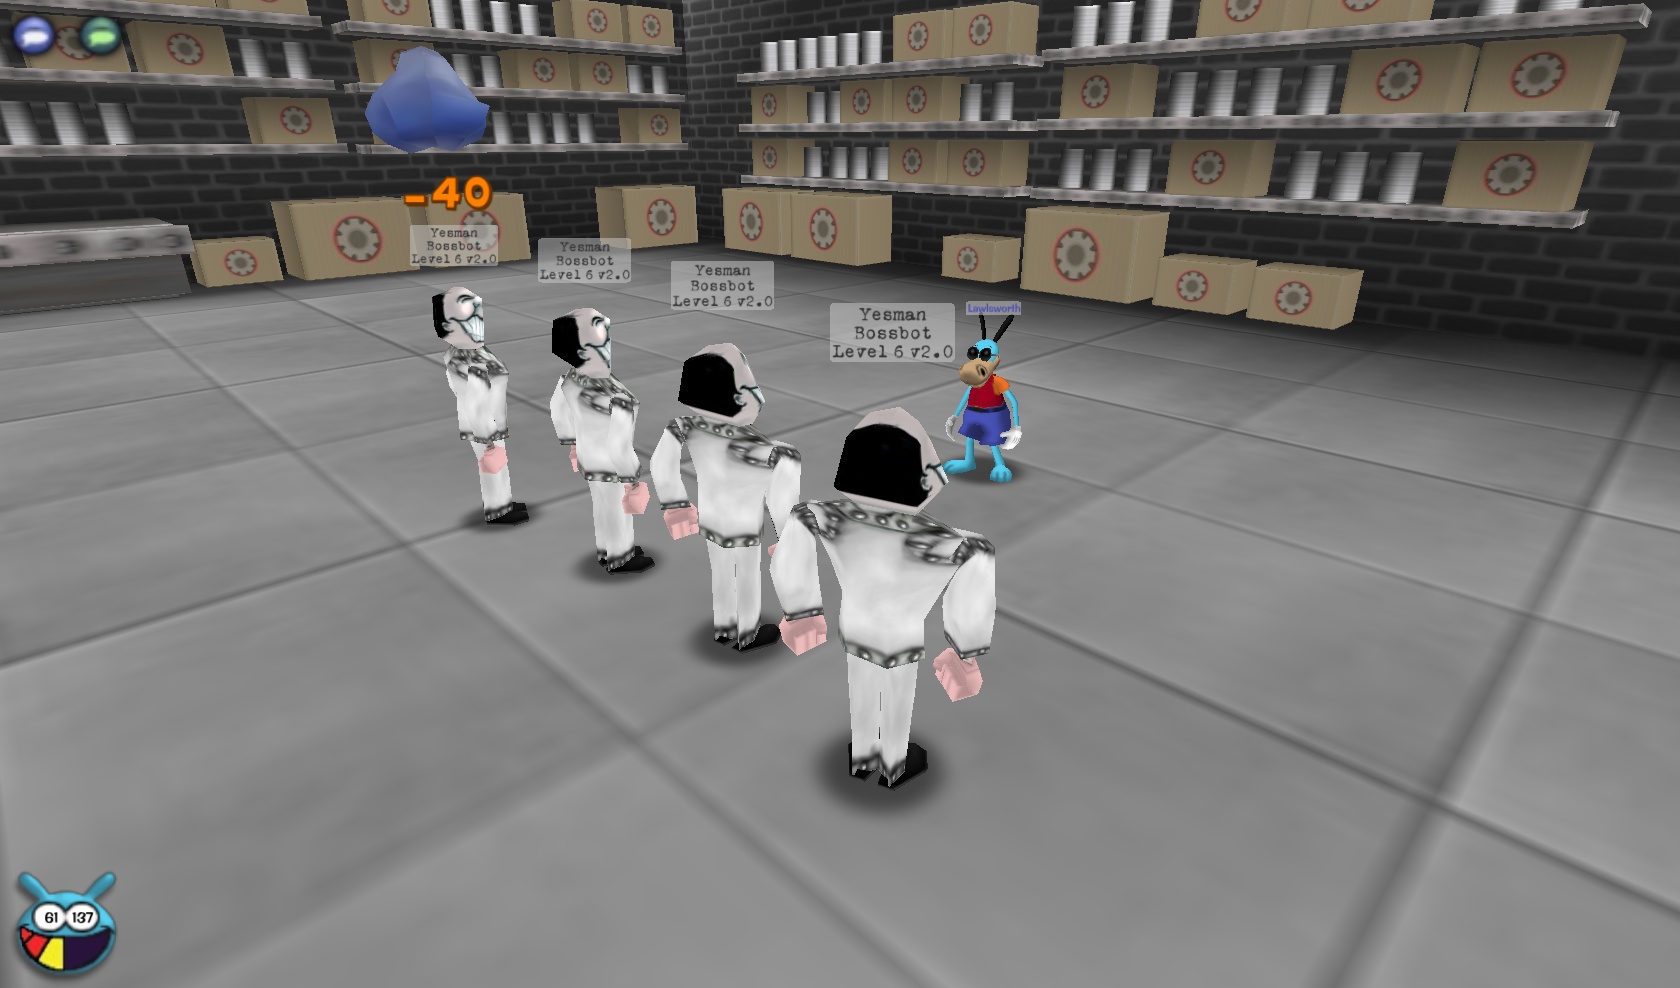 -40
Yesman
Bossbot
Level 6 v2.0
Yesman
Bossbot
Level 6 v2.0
Yesman
Bossbot
Level 6 v2.0
Yesman
Bossbot
Level 6 v2.0
Lawlsworth
61 137